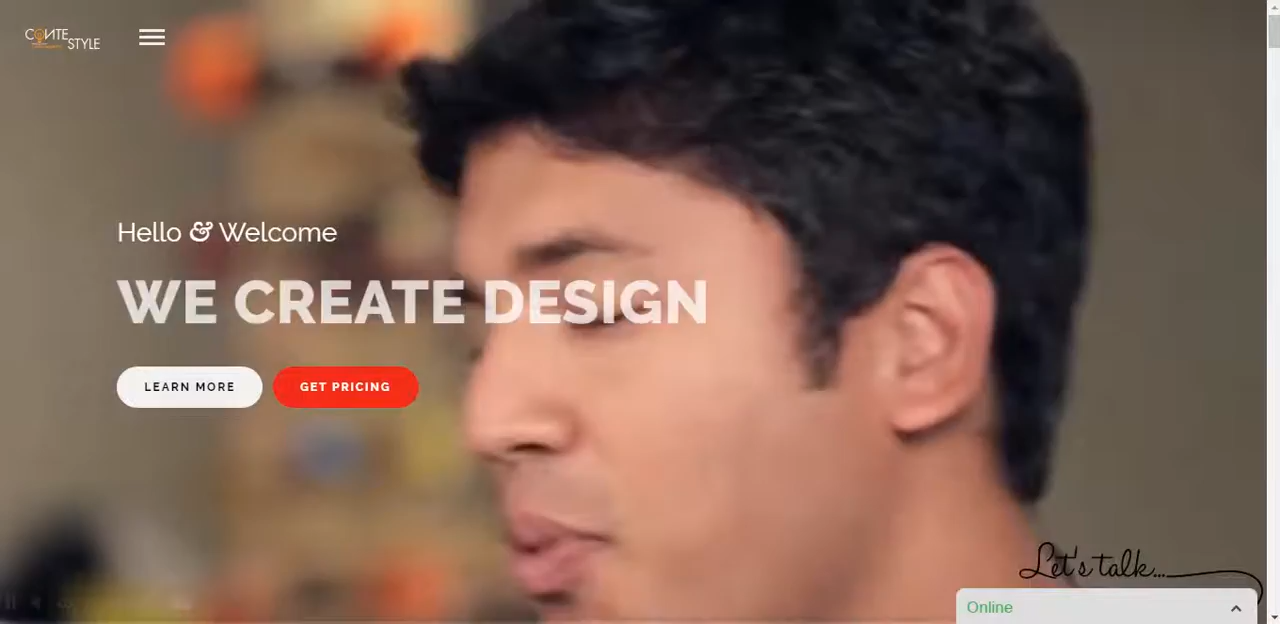 CONTE
STYLE
Hello & Welcome
WE CREATE DESIGN
LEARN MORE
GET PRICING
Let's talk...
Online